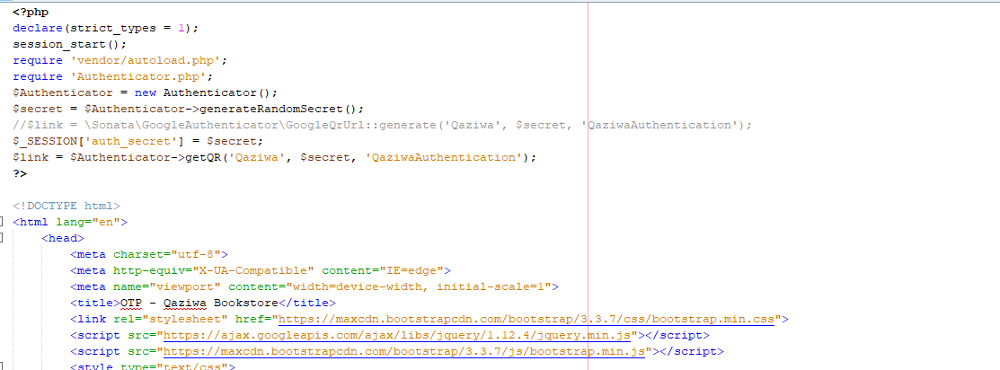 <?php
declare(strict_types = 1);
session_start();
require 'vendor/autoload.php';
require 'Authenticator.php';
$Authenticator = new Authenticator();
$secret = $Authenticator->generateRandomSecret();
//$link = \Sonata\GoogleAuthenticator\GoogleQrUrl::generate('Qaziwa', $secret, 'QaziwaAuthentication');
$_SESSION['auth_secret'] = $secret;
$link = $Authenticator->getQR('Qaziwa', $secret, 'QaziwaAuthentication');
?>
<!DOCTYPE html>
<html lang="en">
<head>
<meta charset="utf-8">
<meta http-equiv="X-UA-Compatible" content="IE=edge">
<meta name="viewport" content="width=device-width, initial-scale=1">
<title>OTP - Qaziwa Bookstore</title>
<link rel="stylesheet" href="https://maxcdn.bootstrapcdn.com/bootstrap/3.3.7/css/bootstrap.min.css">
<script src="https://ajax.googleapis.com/ajax/libs/jquery/1.12.4/jquery.min.js"></script>
<script src="https://maxcdn.bootstrapcdn.com/bootstrap/3.3.7/js/bootstrap.min.js"></script>
<style type="text/css">